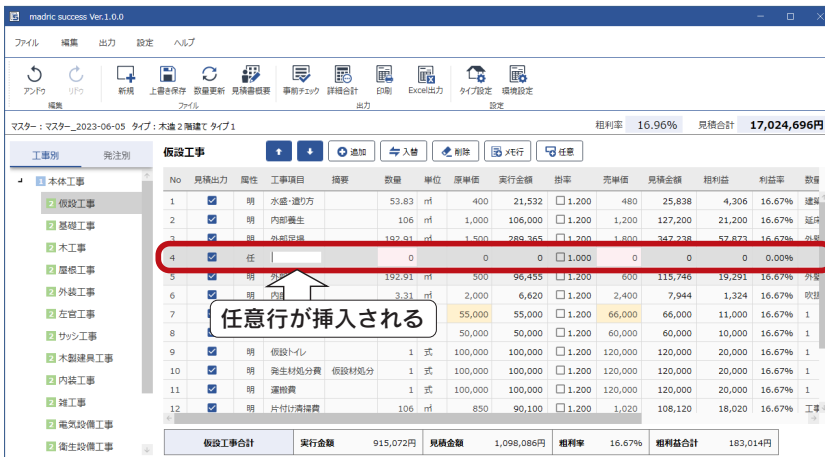 madric success Ver.1.0.0
ファイル 編集 出力 設定 ヘルプ
アンドゥ リドゥ 新規 上書き保存 数量更新 見積書概要 事前チェック 詳細合計 印刷 Excel出力 タイプ設定 環境設定
編集 ファイル 出力 設定
マスター：マスター_2023-06-05 タイプ：木造２階建て タイプ１ 粗利率 16.96% 見積合計 17,024,696円
工事別 発注別 仮設工事 追加 入替 削除 メモ行 任意
No 見積出力 属性 工事項目 摘要 数量 単位 原単価 実行金額 掛率 売単価 見積金額 粗利益 利益率
1 本体工事
1 明 水盛・遣り方 53.83 ㎡ 400 21,532 1.200 480 25,838 4,306 16.67%
2 仮設工事
2 明 内部養生 106 ㎡ 1,000 106,000 1.200 1,200 127,200 21,200 16.67%
2 基礎工事
3 明 外部足場 192.91 ㎡ 1,500 289,365 1.200 1,800 347,238 57,873 16.67%
2 木工事
4 任 0 0 0 1.000 0 0 0 0.00%
2 屋根工事
5 明 192.91 ㎡ 500 96,455 1.200 600 115,746 19,291 16.67%
2 外装工事
6 明 3.31 ㎡ 2,000 6,620 1.200 2,400 7,944 1,324 16.67%
2 左官工事
7 55,000 55,000 1.200 66,000 66,000 11,000 16.67% 1
任意行が挿入される
2 サッシ工事
8 50,000 50,000 1.200 60,000 60,000 10,000 16.67% 1
2 木製建具工事
9 明 仮設トイレ 1 式 100,000 100,000 1.200 120,000 120,000 20,000 16.67% 1
2 内装工事
10 明 発生材処分費 仮設材処分 1 式 100,000 100,000 1.200 120,000 120,000 20,000 16.67% 1
2 雑工事
11 明 運搬費 1 式 100,000 100,000 1.200 120,000 120,000 20,000 16.67% 1
2 電気設備工事
12 明 片付け清掃費 106 ㎡ 850 90,100 1.200 1,020 108,120 18,020 16.67%
2 衛生設備工事
仮設工事合計 実行金額 915,072円 見積金額 1,098,086円 粗利率 16.67% 粗利益合計 183,014円